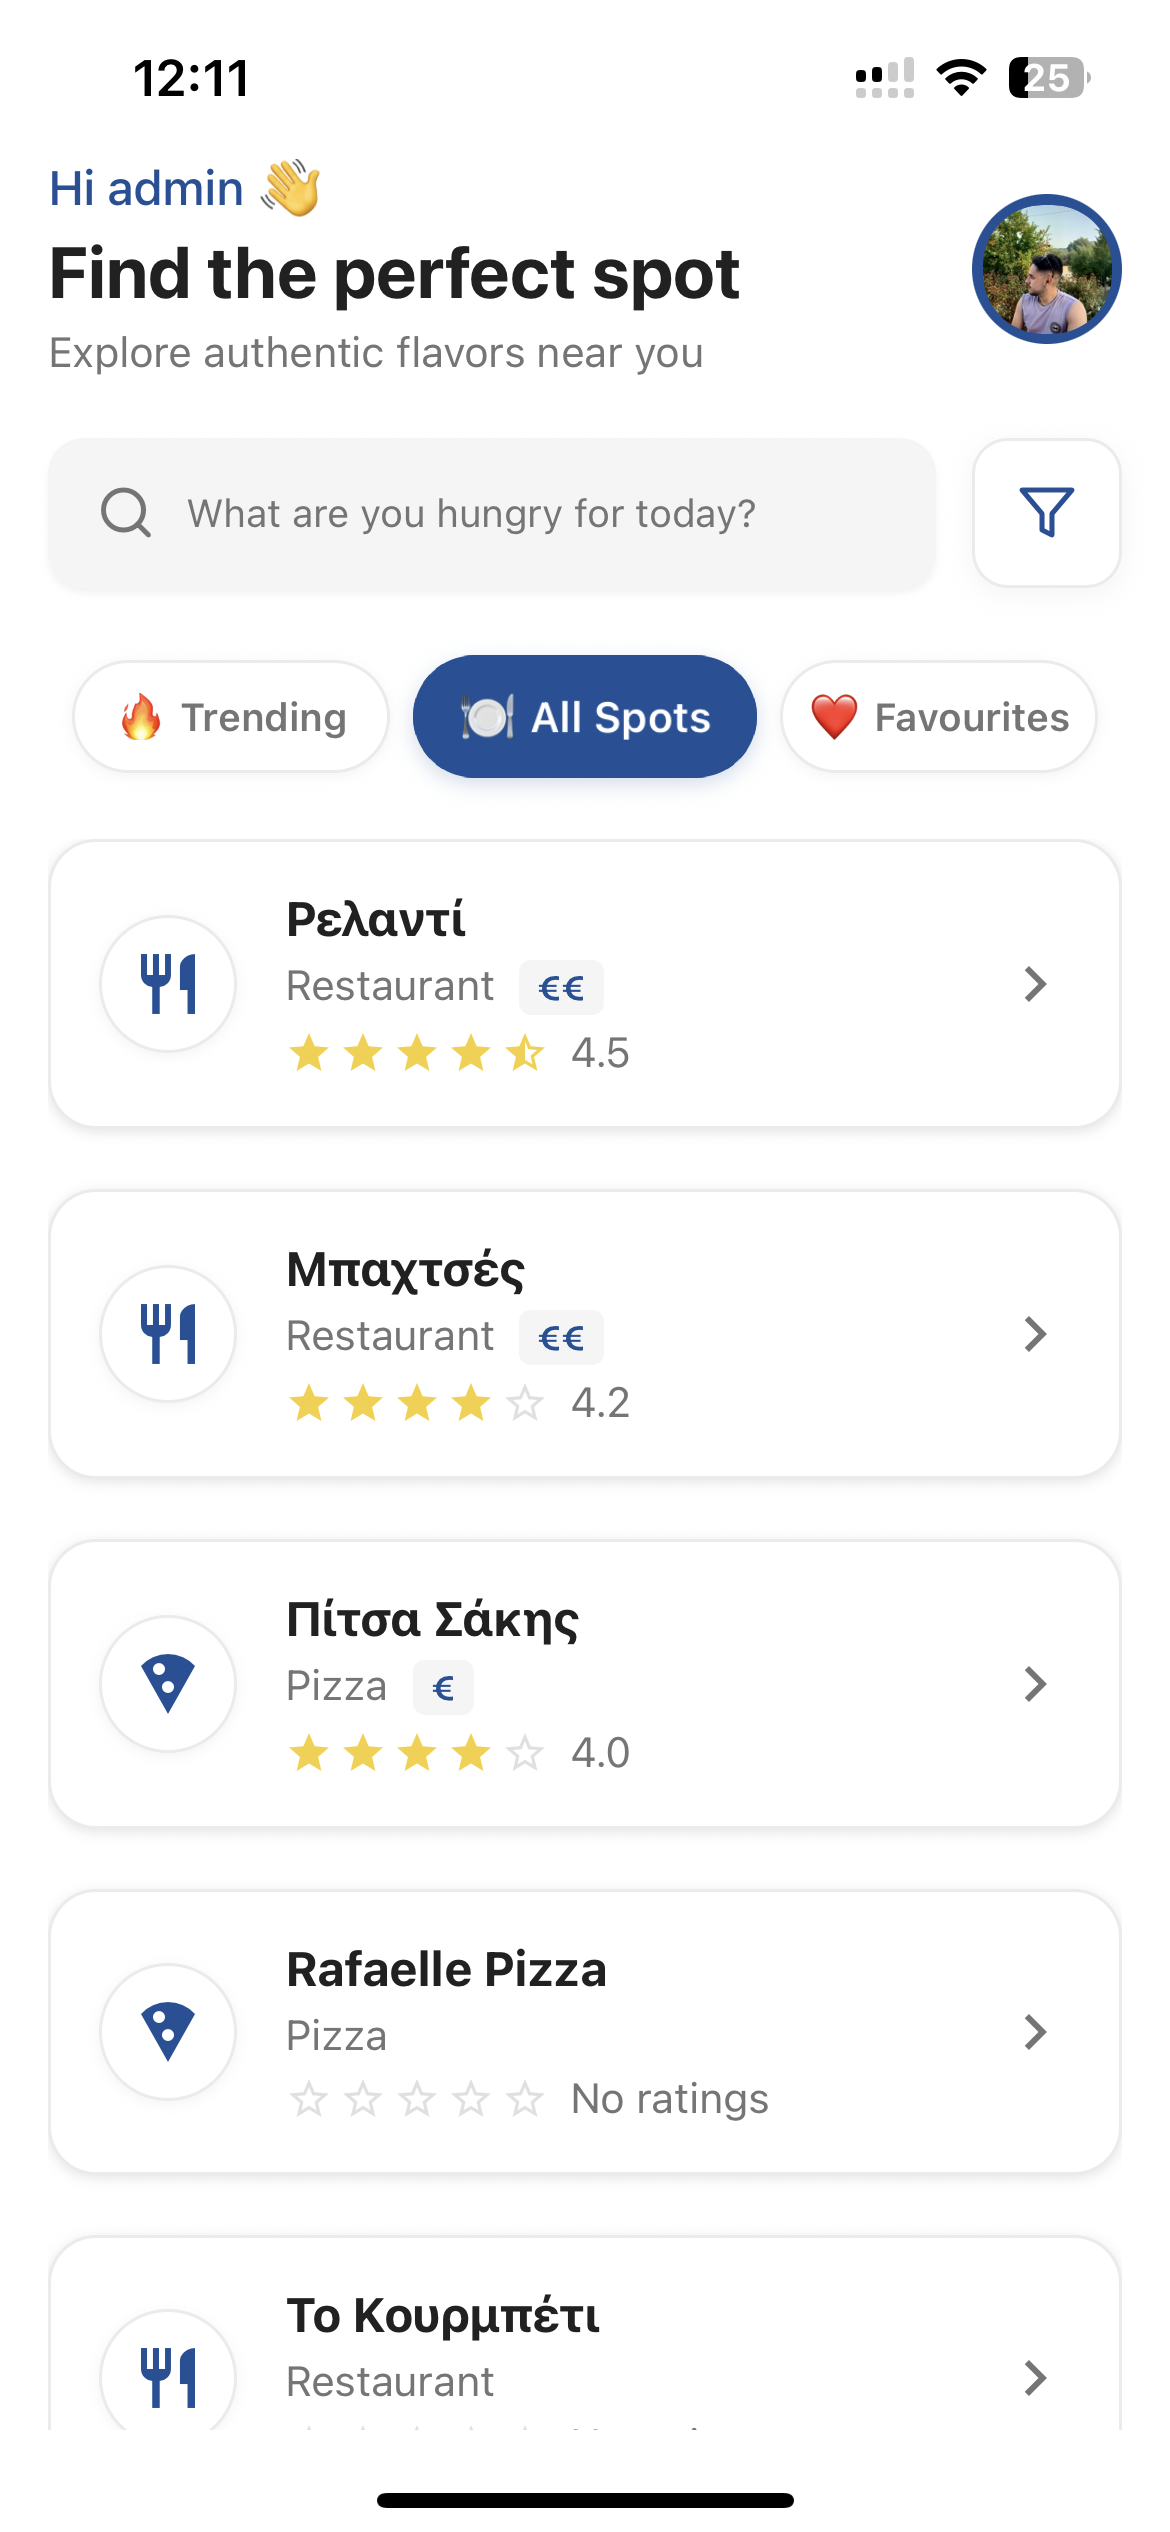 12:11
25
Hi admin 👋
Find the perfect spot
Explore authentic flavors near you
What are you hungry for today?
🔥 Trending
🍽️ All Spots
❤️ Favourites
Ρελαντί
Restaurant €€
4.5
Μπαχτσές
Restaurant €€
4.2
Πίτσα Σάκης
Pizza €
4.0
Rafaelle Pizza
Pizza
No ratings
Το Κουρμπέτι
Restaurant